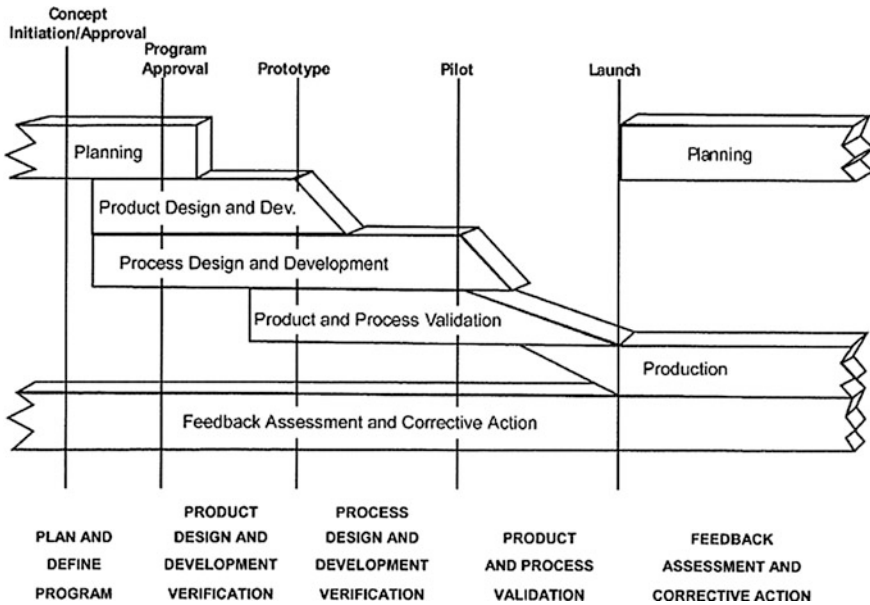 Concept
Initiation/Approval
Program
Approval
Prototype
Pilot
Launch
Planning
Planning
Product Design and Dev.
Process Design and Development
Product and Process Validation
Production
Feedback Assessment and Corrective Action
PLAN AND
DEFINE
PROGRAM
PRODUCT
DESIGN AND
DEVELOPMENT
VERIFICATION
PROCESS
DESIGN AND
DEVELOPMENT
VERIFICATION
PRODUCT
AND PROCESS
VALIDATION
FEEDBACK
ASSESSMENT AND
CORRECTIVE ACTION